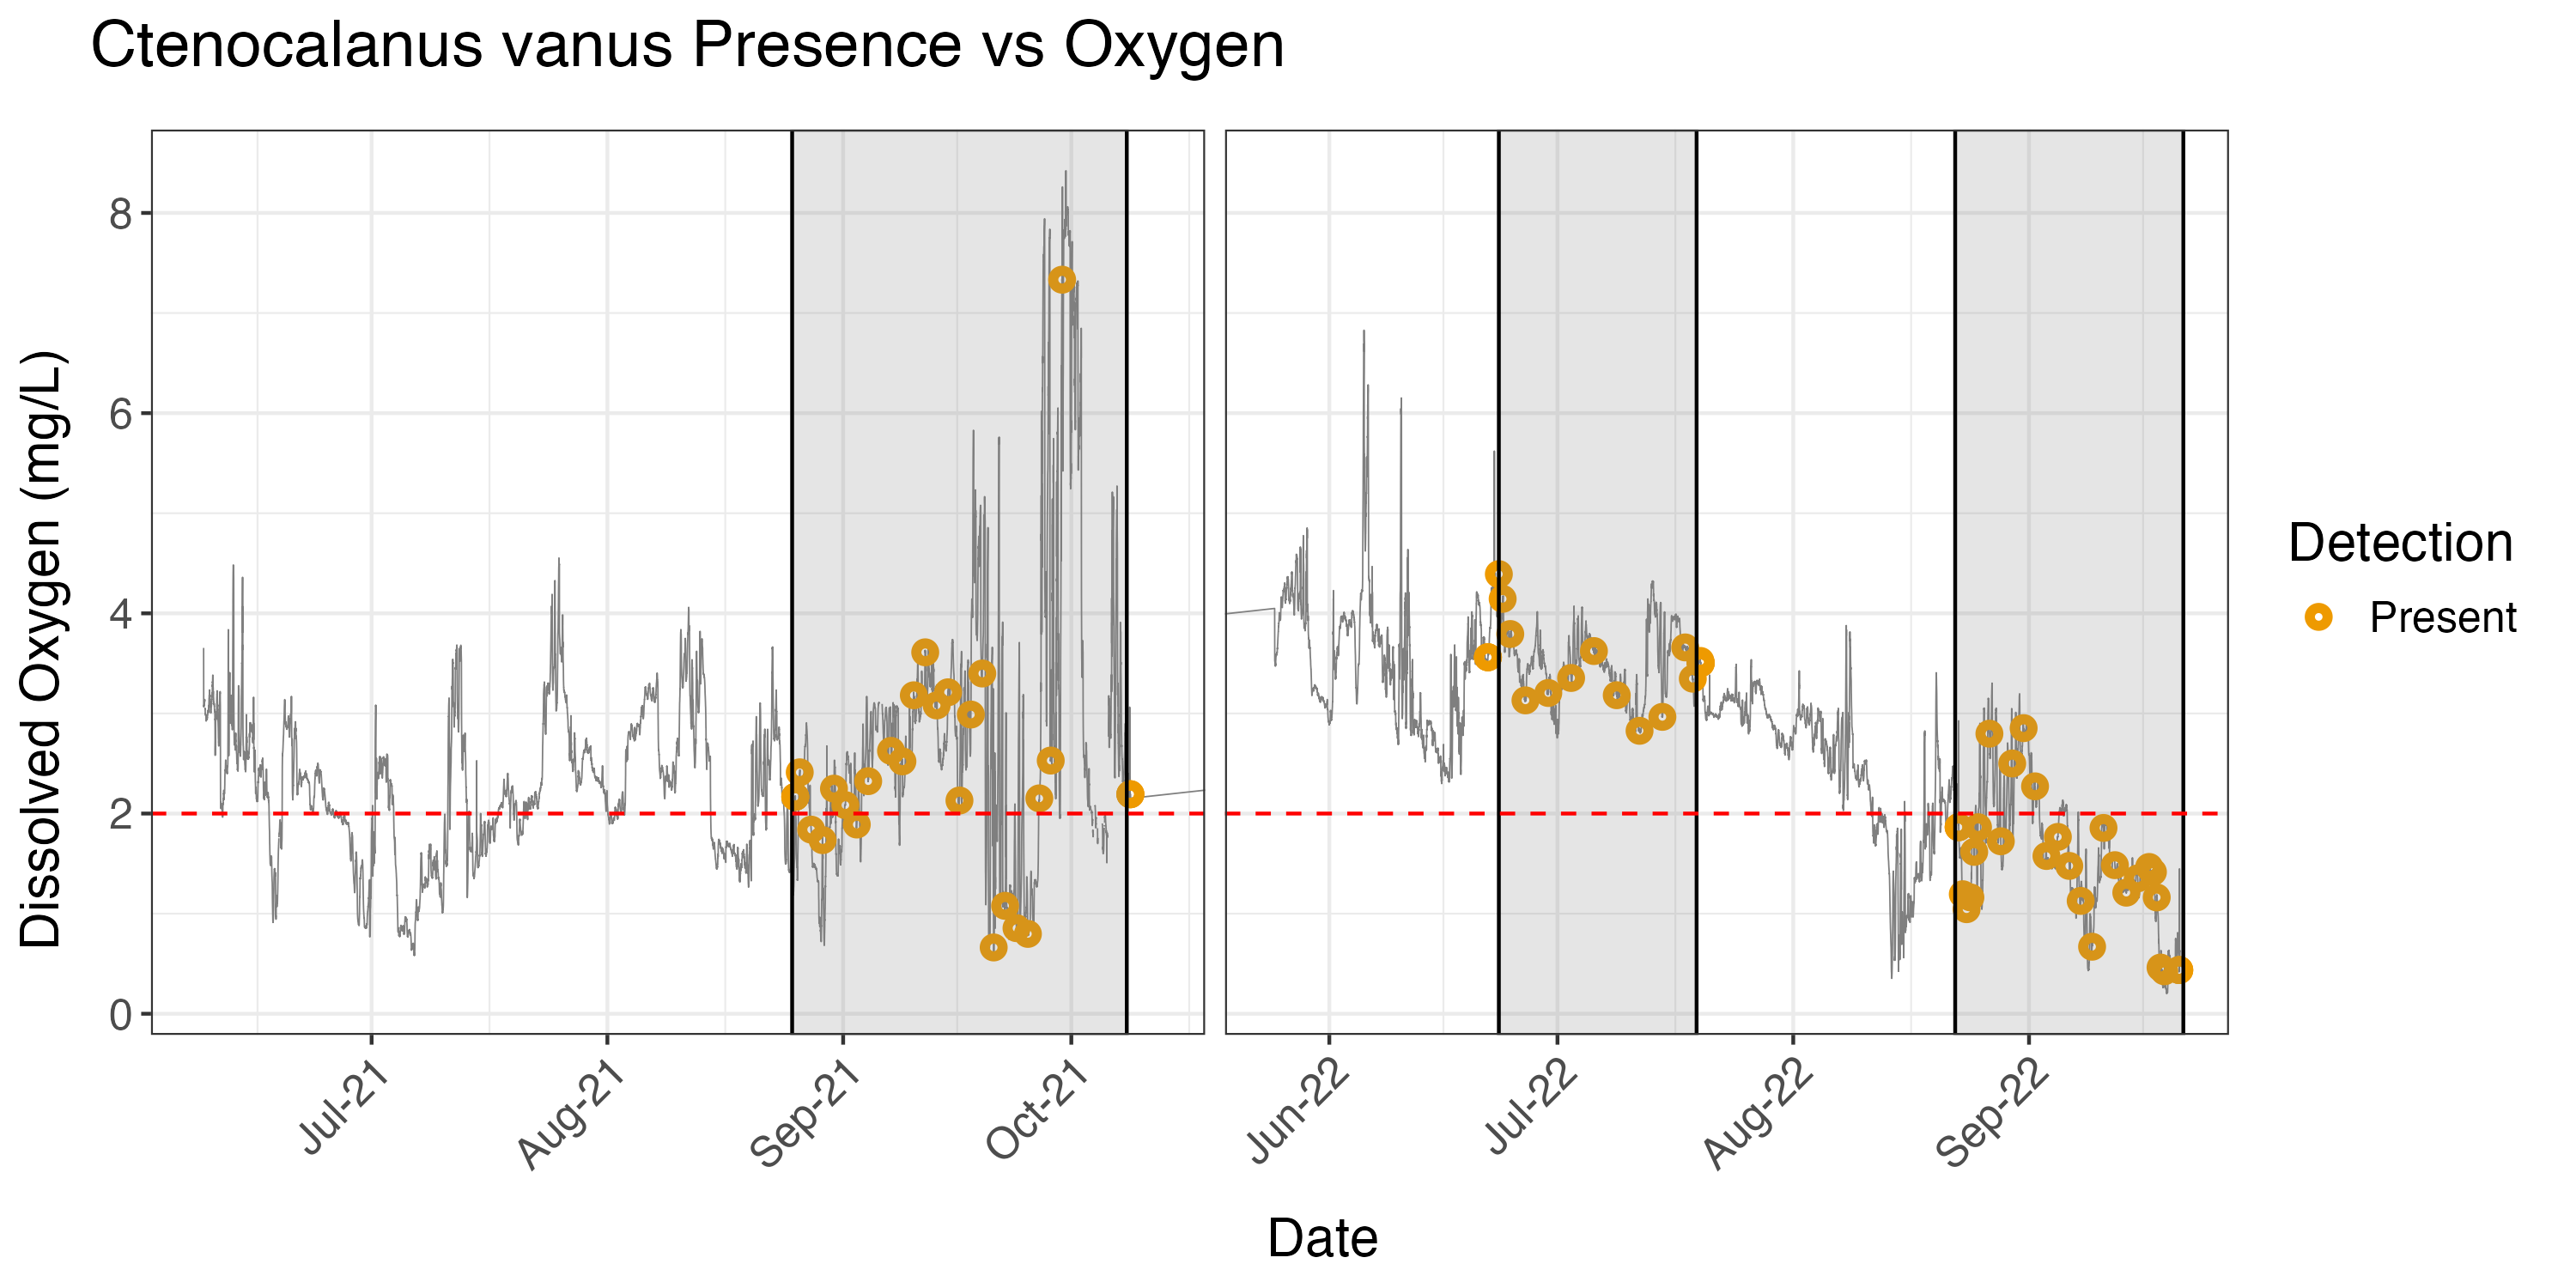 Ctenocalanus vanus Presence vs Oxygen
Dissolved Oxygen (mg/L)
8
6
4
2
0
Jul-21
Aug-21
Sep-21
Oct-21
Jun-22
Jul-22
Aug-22
Sep-22
Date
Detection
Present